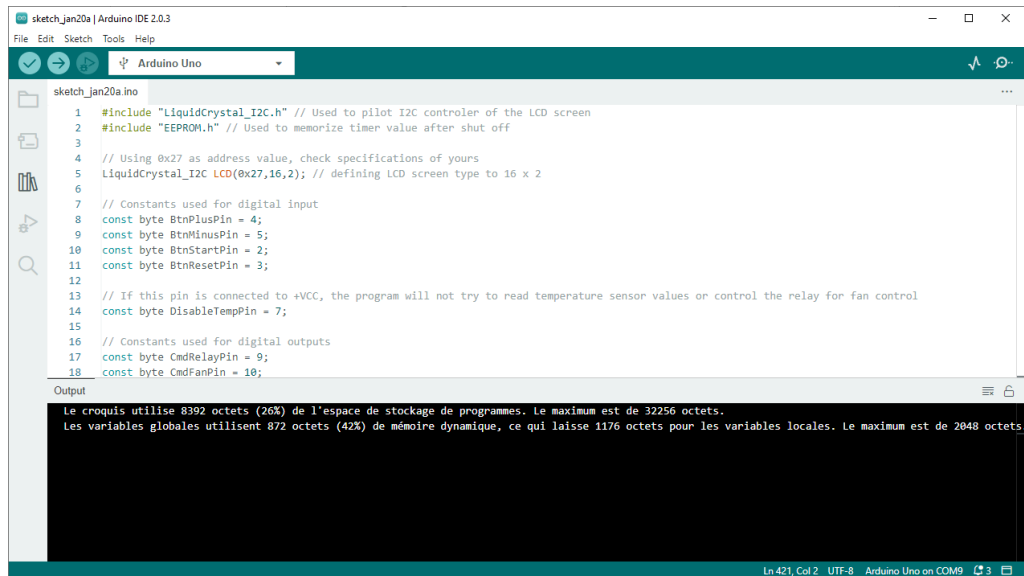 sketch_jan20a | Arduino IDE 2.0.3
File Edit Sketch Tools Help
Arduino Uno
sketch_jan20a.ino
1 #include "LiquidCrystal_I2C.h" // Used to pilot I2C controler of the LCD screen
2 #include "EEPROM.h" // Used to memorize timer value after shut off
3
4 // Using 0x27 as address value, check specifications of yours
5 LiquidCrystal_I2C LCD(0x27,16,2); // defining LCD screen type to 16 x 2
6
7 // Constants used for digital input
8 const byte BtnPlusPin = 4;
9 const byte BtnMinusPin = 5;
10 const byte BtnStartPin = 2;
11 const byte BtnResetPin = 3;
12
13 // If this pin is connected to +VCC, the program will not try to read temperature sensor values or control the relay for fan control
14 const byte DisableTempPin = 7;
15
16 // Constants used for digital outputs
17 const byte CmdRelayPin = 9;
18 const byte CmdFanPin = 10;
Output
Le croquis utilise 8392 octets (26%) de l'espace de stockage de programmes. Le maximum est de 32256 octets.
Les variables globales utilisent 872 octets (42%) de mémoire dynamique, ce qui laisse 1176 octets pour les variables locales. Le maximum est de 2048 octets.
Ln 421, Col 2 UTF-8 Arduino Uno on COM9 3